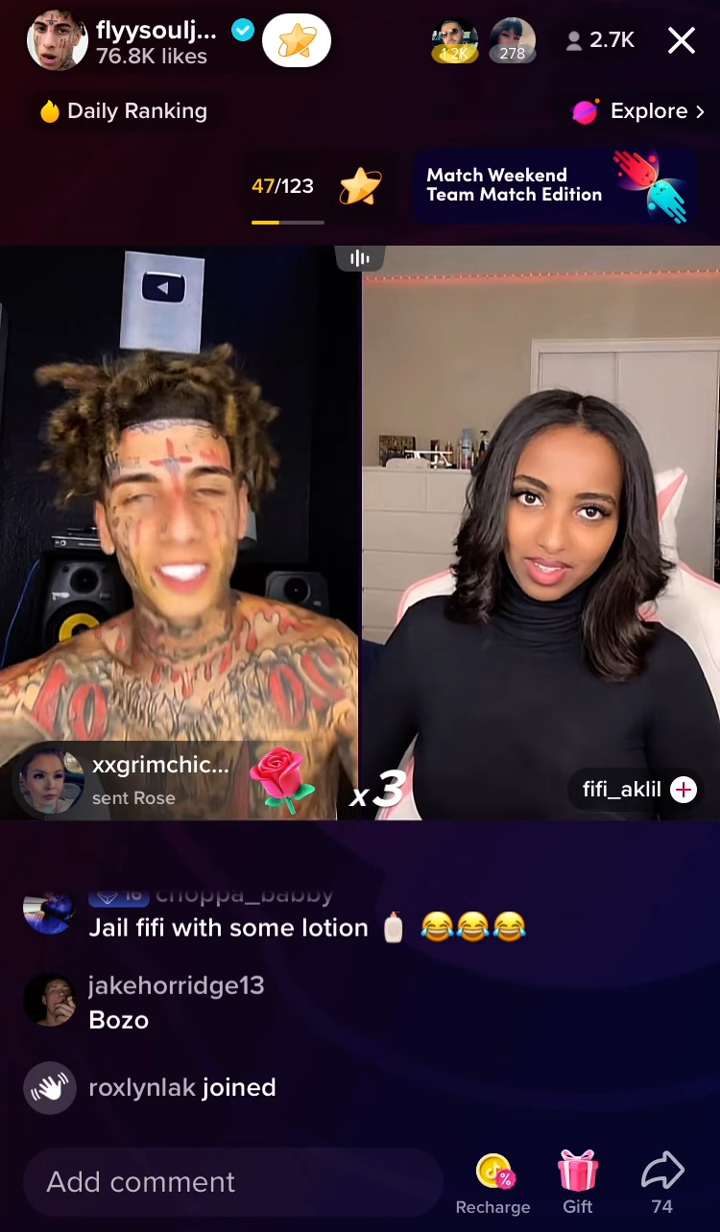 flyysoulj...
76.8K likes
1.2K
278
2.7K
Daily Ranking
Explore >
47/123
Match Weekend
Team Match Edition
xxgrimchic...
sent Rose
x3
fifi_aklil
16 choppa_babby
Jail fifi with some lotion 🧴 😂😂😂
jakehorridge13
Bozo
roxlynlak joined
Add comment
Recharge
Gift
74